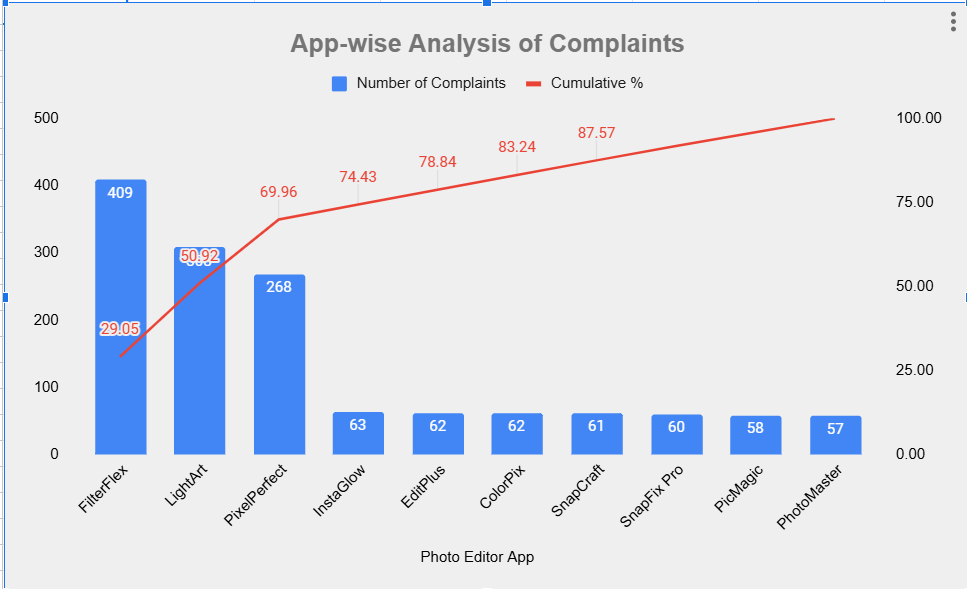 App-wise Analysis of Complaints
Number of Complaints
Cumulative %
500
400
300
200
100
0
100.00
75.00
50.00
25.00
0.00
409
268
63
62
62
61
60
58
57
29.05
50.92
69.96
74.43
78.84
83.24
87.57
FilterFlex
LightArt
PixelPerfect
InstaGlow
EditPlus
ColorPix
SnapCraft
SnapFix Pro
PicMagic
PhotoMaster
Photo Editor App